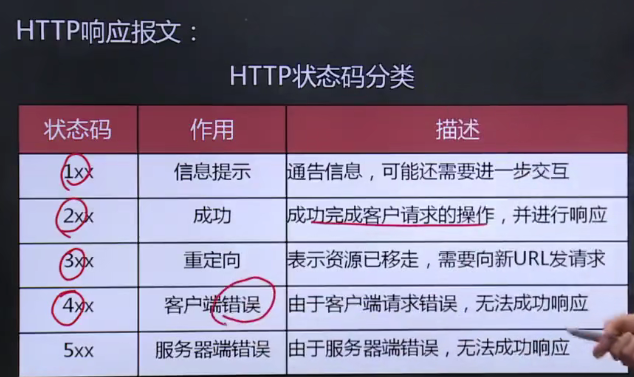 HTTP响应报文：
HTTP状态码分类
状态码 作用 描述
1xx 信息提示 通告信息，可能还需要进一步交互
2xx 成功 成功完成客户请求的操作，并进行响应
3xx 重定向 表示资源已移走，需要向新URL发请求
4xx 客户端错误 由于客户端请求错误，无法成功响应
5xx 服务器端错误 由于服务器端错误，无法成功响应